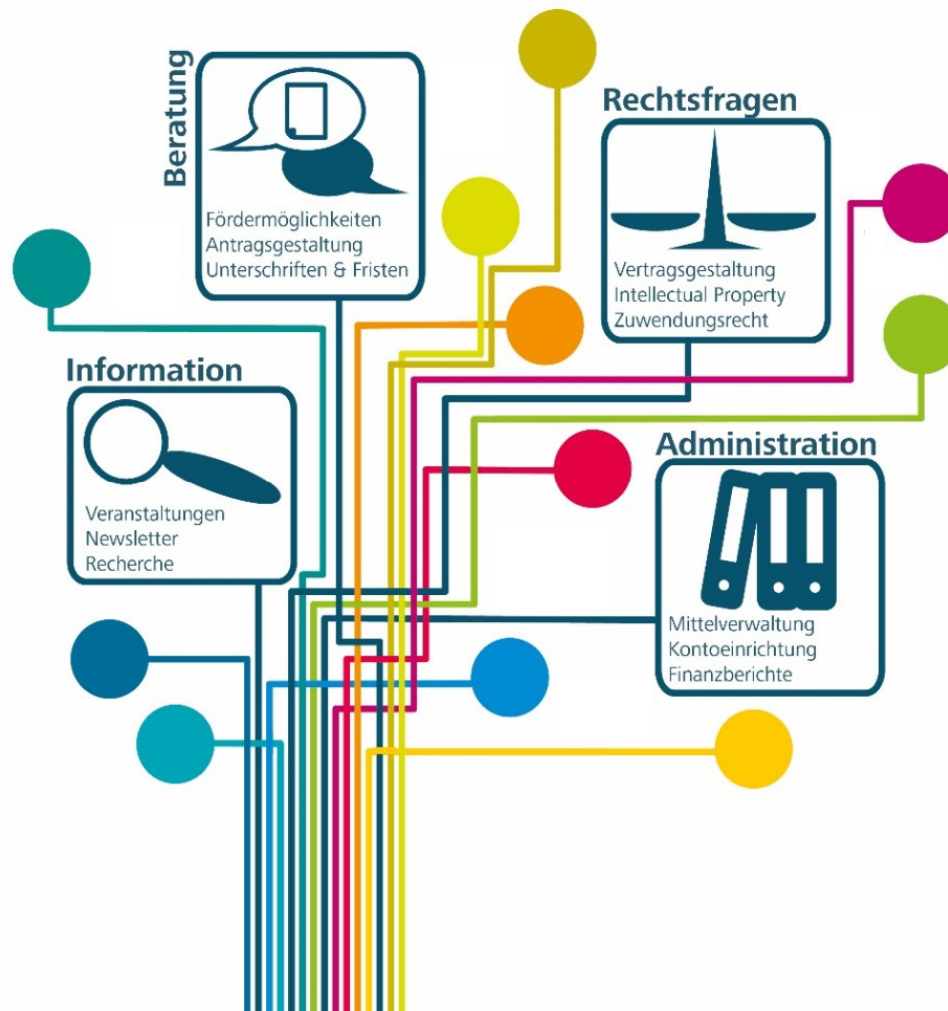 Beratung
Fördermöglichkeiten
Antragsgestaltung
Unterschriften & Fristen
Rechtsfragen
Vertragsgestaltung
Intellectual Property
Zuwendungsrecht
Information
Veranstaltungen
Newsletter
Recherche
Administration
Mittelverwaltung
Kontoeinrichtung
Finanzberichte